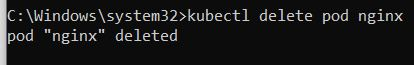 C:\Windows\system32>kubectl delete pod nginx
pod "nginx" deleted